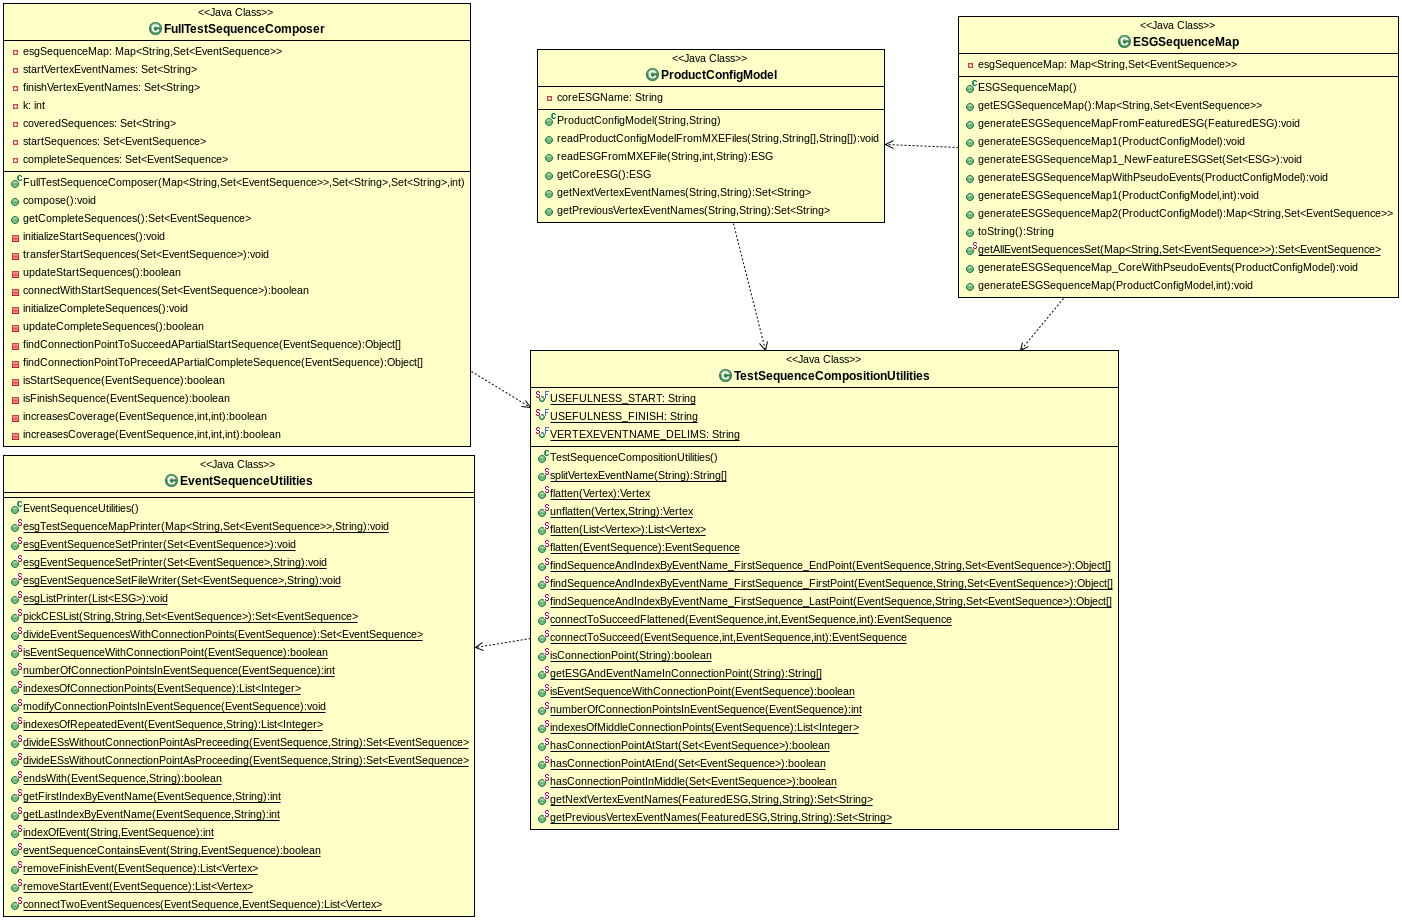 <<Java Class>>
FullTestSequenceComposer
esgSequenceMap: Map<String,Set<EventSequence>>
startVertexEventNames: Set<String>
finishVertexEventNames: Set<String>
k: int
coveredSequences: Set<String>
startSequences: Set<EventSequence>
completeSequences: Set<EventSequence>
FullTestSequenceComposer(Map<String,Set<EventSequence>>,Set<String>,Set<String>,int)
compose():void
getCompleteSequences():Set<EventSequence>
initializeStartSequences():void
transferStartSequences(Set<EventSequence>):void
updateStartSequences():boolean
connectWithStartSequences(Set<EventSequence>):boolean
initializeCompleteSequences():void
updateCompleteSequences():boolean
findConnectionPointToSucceedAPartialStartSequence(EventSequence):Object[]
findConnectionPointToPreceedAPartialCompleteSequence(EventSequence):Object[]
isStartSequence(EventSequence):boolean
isFinishSequence(EventSequence):boolean
increasesCoverage(EventSequence,int,int):boolean
increasesCoverage(EventSequence,int,int,int):boolean
<<Java Class>>
ProductConfigModel
coreESGName: String
ProductConfigModel(String,String)
readProductConfigModelFromMXEFiles(String,String[],String[]):void
readESGFromMXEFile(String,int,String):ESG
getCoreESG():ESG
getNextVertexEventNames(String,String):Set<String>
getPreviousVertexEventNames(String,String):Set<String>
<<Java Class>>
ESGSequenceMap
esgSequenceMap: Map<String,Set<EventSequence>>
ESGSequenceMap()
getESGSequenceMap():Map<String,Set<EventSequence>>
generateESGSequenceMapFromFeaturedESG(FeaturedESG):void
generateESGSequenceMap1(ProductConfigModel):void
generateESGSequenceMap1_NewFeatureESGSet(Set<ESG>):void
generateESGSequenceMapWithPseudoEvents(ProductConfigModel):void
generateESGSequenceMap1(ProductConfigModel,int):void
generateESGSequenceMap2(ProductConfigModel):Map<String,Set<EventSequence>>
toString():String
getAllEventSequencesSet(Map<String,Set<EventSequence>>):Set<EventSequence>
generateESGSequenceMap_CoreWithPseudoEvents(ProductConfigModel):void
generateESGSequenceMap(ProductConfigModel,int):void
<<Java Class>>
EventSequenceUtilities
EventSequenceUtilities()
esgTestSequenceMapPrinter(Map<String,Set<EventSequence>>,String):void
esgEventSequenceSetPrinter(Set<EventSequence>):void
esgEventSequenceSetPrinter(Set<EventSequence>,String):void
esgEventSequenceSetFileWriter(Set<EventSequence>,String):void
esgListPrinter(List<ESG>):void
pickCESList(String,String,Set<EventSequence>):Set<EventSequence>
divideEventSequencesWithConnectionPoints(EventSequence):Set<EventSequence>
isEventSequenceWithConnectionPoint(EventSequence):boolean
numberOfConnectionPointsInEventSequence(EventSequence):int
indexesOfConnectionPoints(EventSequence):List<Integer>
modifyConnectionPointsInEventSequence(EventSequence):void
indexesOfRepeatedEvent(EventSequence,String):List<Integer>
divideESsWithoutConnectionPointAsPreceeding(EventSequence,String):Set<EventSequence>
divideESsWithoutConnectionPointAsProceeding(EventSequence,String):Set<EventSequence>
endsWith(EventSequence,String):boolean
getFirstIndexByEventName(EventSequence,String):int
getLastIndexByEventName(EventSequence,String):int
indexOfEvent(String,EventSequence):int
eventSequenceContainsEvent(String,EventSequence):boolean
removeFinishEvent(EventSequence):List<Vertex>
removeStartEvent(EventSequence):List<Vertex>
connectTwoEventSequences(EventSequence,EventSequence):List<Vertex>
<<Java Class>>
TestSequenceCompositionUtilities
USEFULNESS_START: String
USEFULNESS_FINISH: String
VERTEXEVENTNAME_DELIMS: String
TestSequenceCompositionUtilities()
splitVertexEventName(String):String[]
flatten(Vertex):Vertex
unflatten(Vertex,String):Vertex
flatten(List<Vertex>):List<Vertex>
flatten(EventSequence):EventSequence
findSequenceAndIndexByEventName_FirstSequence_EndPoint(EventSequence,String,Set<EventSequence>):Object[]
findSequenceAndIndexByEventName_FirstSequence_FirstPoint(EventSequence,String,Set<EventSequence>):Object[]
findSequenceAndIndexByEventName_FirstSequence_LastPoint(EventSequence,String,Set<EventSequence>):Object[]
connectToSucceedFlattened(EventSequence,int,EventSequence,int):EventSequence
connectToSucceed(EventSequence,int,EventSequence,int):EventSequence
isConnectionPoint(String):boolean
getESGAndEventNameInConnectionPoint(String):String[]
isEventSequenceWithConnectionPoint(EventSequence):boolean
numberOfConnectionPointsInEventSequence(EventSequence):int
indexesOfMiddleConnectionPoints(EventSequence):List<Integer>
hasConnectionPointAtStart(Set<EventSequence>):boolean
hasConnectionPointAtEnd(Set<EventSequence>):boolean
hasConnectionPointInMiddle(Set<EventSequence>):boolean
getNextVertexEventNames(FeaturedESG,String,String):Set<String>
getPreviousVertexEventNames(FeaturedESG,String,String):Set<String>